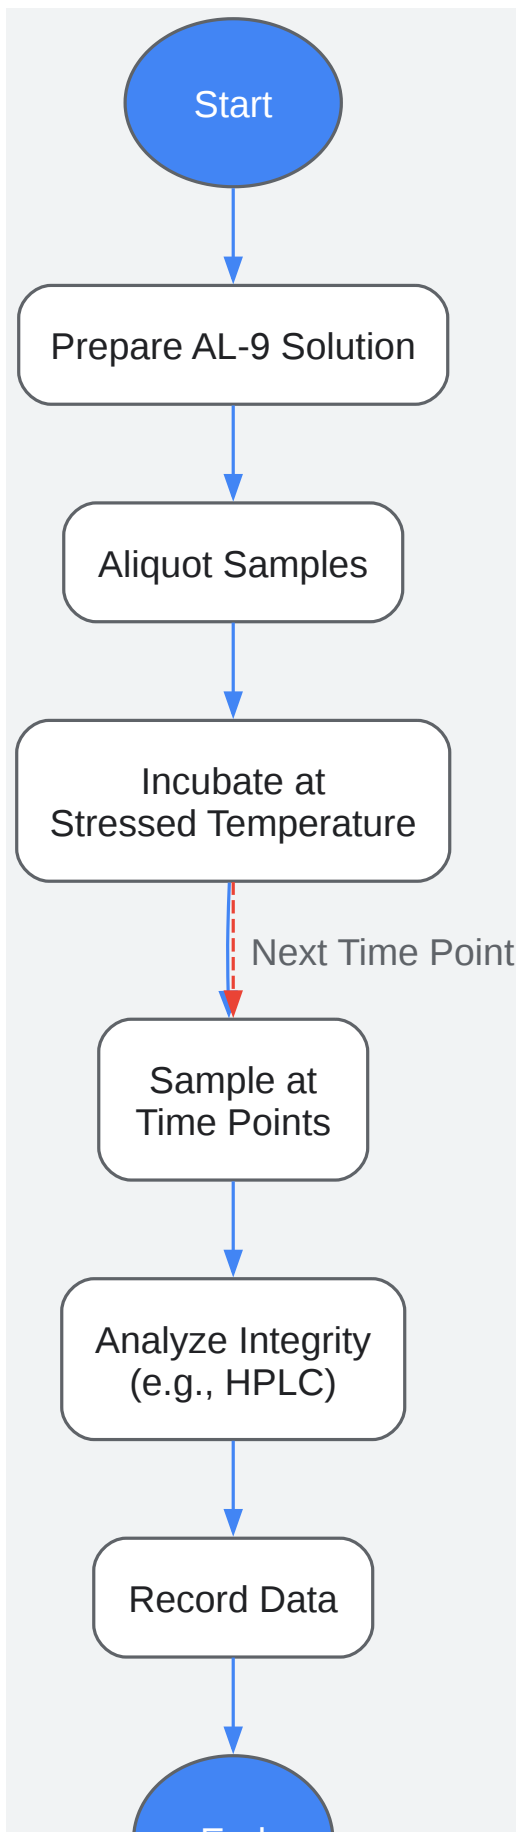 Start
Prepare AL-9 Solution
Aliquot Samples
Incubate at
Stressed Temperature
Next Time Point
Sample at
Time Points
Analyze Integrity
(e.g., HPLC)
Record Data
End